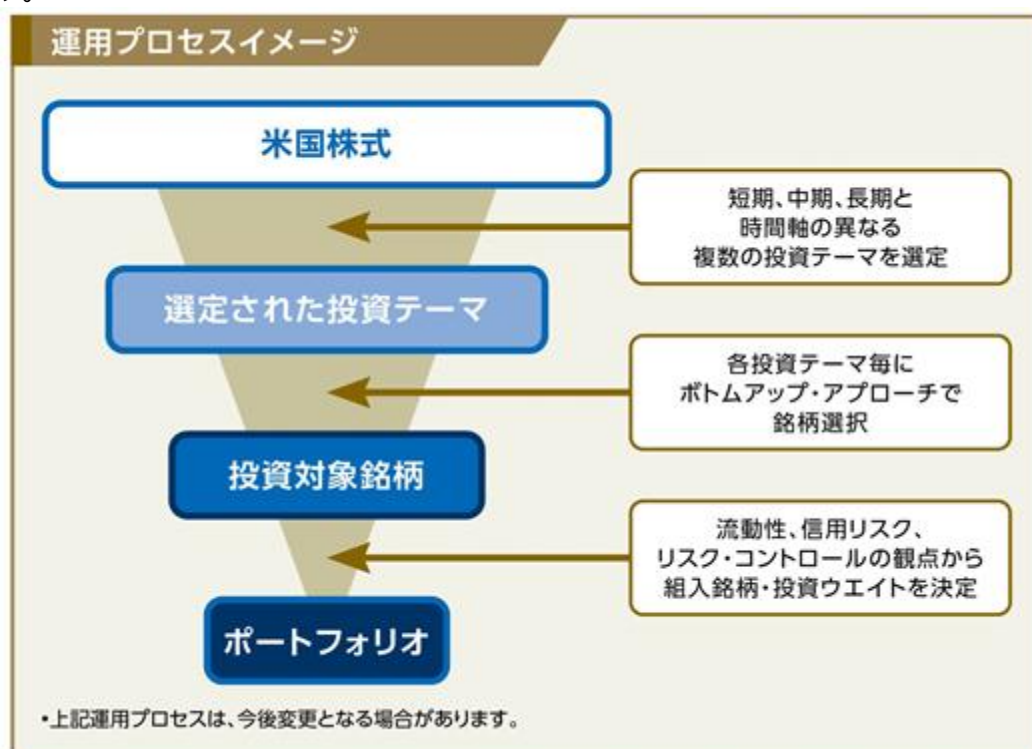 運用プロセスイメージ
米国株式
短期、中期、長期と
時間軸の異なる
複数の投資テーマを選定
選定された投資テーマ
各投資テーマ毎に
ボトムアップ・アプローチで
銘柄選択
投資対象銘柄
流動性、信用リスク、
リスク・コントロールの観点から
組入銘柄・投資ウエイトを決定
ポートフォリオ
•上記運用プロセスは、今後変更となる場合があります。